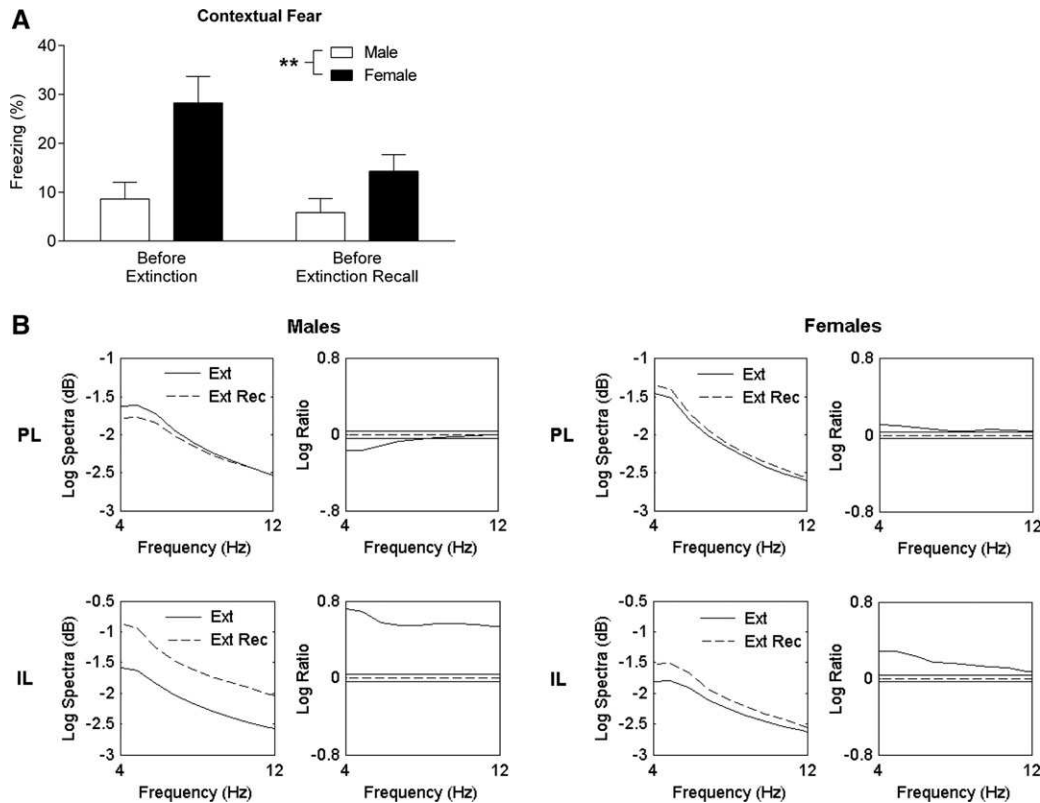 A
Contextual Fear
40
30
20
10
0
Freezing (%)
**
Male
Female
Before
Extinction
Before
Extinction Recall
B
Males
Females
PL
Log Spectra (dB)
-1
-1.5
-2
-2.5
-3
Ext
Ext Rec
4
12
Frequency (Hz)
Log Ratio
0.8
0
-.8
4
12
Frequency (Hz)
PL
Log Spectra (dB)
-1
-1.5
-2
-2.5
-3
Ext
Ext Rec
4
12
Frequency (Hz)
Log Ratio
0.8
0
-0.8
4
12
Frequency (Hz)
IL
Log Spectra (dB)
-0.5
-1
-1.5
-2
-2.5
-3
Ext
Ext Rec
4
12
Frequency (Hz)
Log Ratio
0.8
0
-0.8
4
12
Frequency (Hz)
IL
Log Spectra (dB)
-0.5
-1
-1.5
-2
-2.5
-3
Ext
Ext Rec
4
12
Frequency (Hz)
Log Ratio
0.8
0
-0.8
4
12
Frequency (Hz)